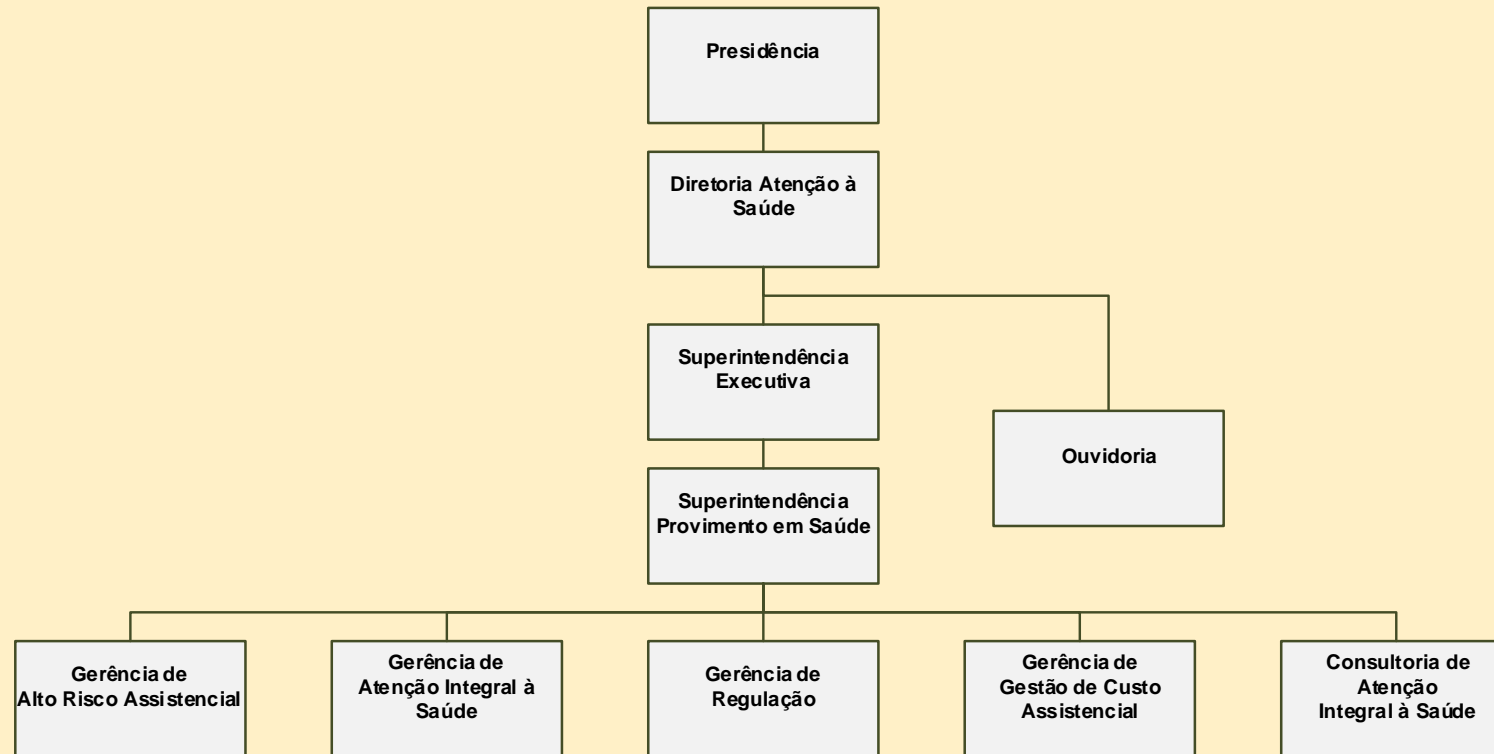 Presidência
Diretoria Atenção à
Saúde
Superintendência
Executiva
Ouvidoria
Superintendência
Provimento em Saúde
Gerência de
Alto Risco Assistencial
Gerência de
Atenção Integral à
Saúde
Gerência de
Regulação
Gerência de
Gestão de Custo
Assistencial
Consultoria de
Atenção
Integral à Saúde